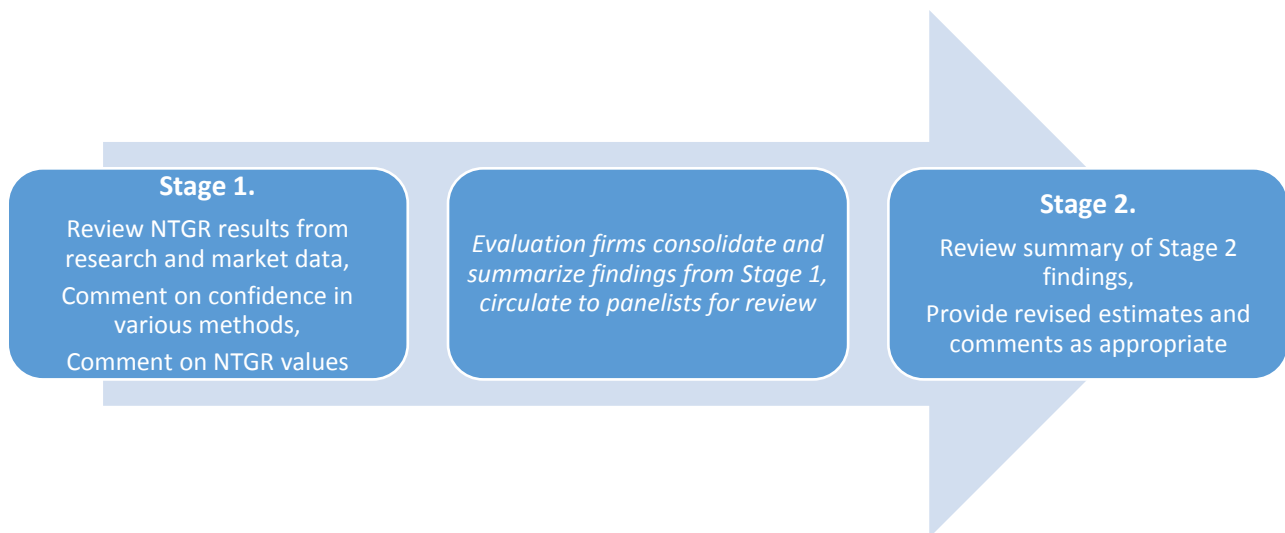 Stage 1.
Review NTGR results from
research and market data,
Comment on confidence in
various methods,
Comment on NTGR values
Evaluation firms consolidate and
summarize findings from Stage 1,
circulate to panelists for review
Stage 2.
Review summary of Stage 2
findings,
Provide revised estimates and
comments as appropriate